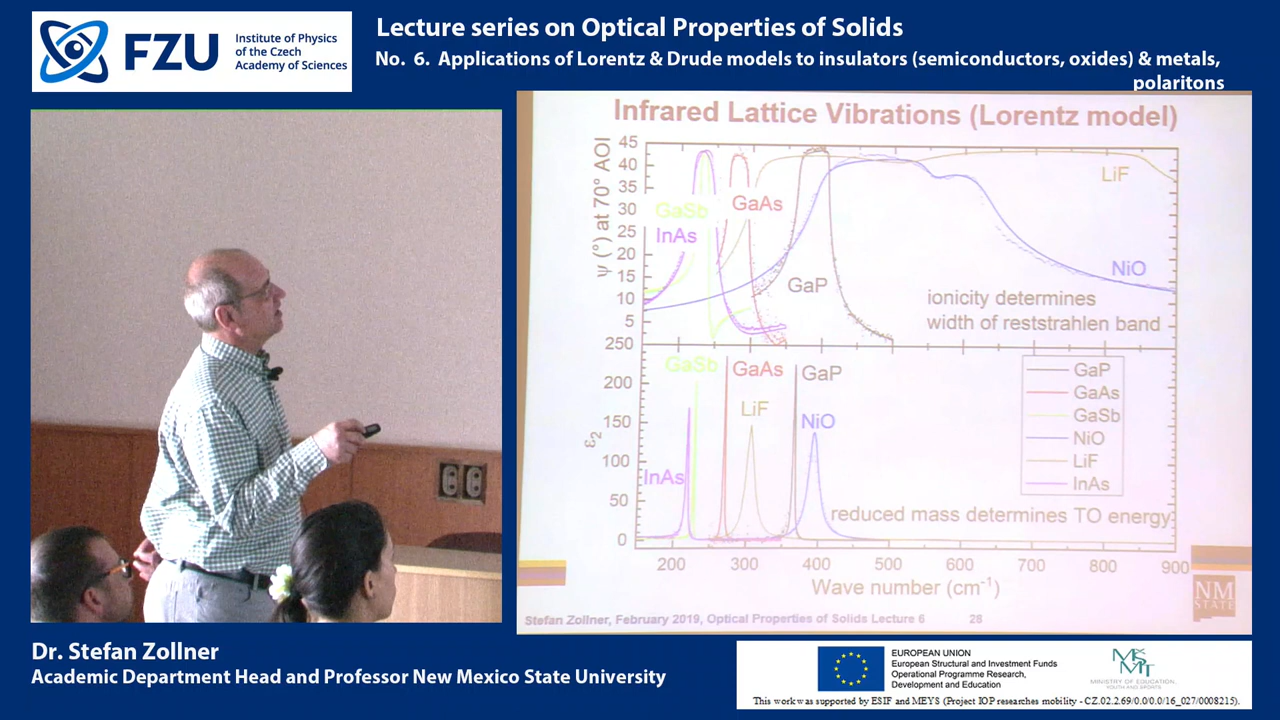 FZU
Institute of Physics
of the Czech
Academy of Sciences
Lecture series on Optical Properties of Solids
No. 6. Applications of Lorentz & Drude models to insulators (semiconductors, oxides) & metals,
polaritons
Infrared Lattice Vibrations (Lorentz model)
45
40
35
30
25
20
15
10
5
ψ (°) at 70° AOI
GaSb
InAs
GaAs
GaP
LiF
NiO
ionicity determines
width of reststrahlen band
250
200
150
100
50
0
ε2
InAs
GaSb
GaAs
LiF
GaP
NiO
GaP
GaAs
GaSb
NiO
LiF
InAs
reduced mass determines TO energy
200 300 400 500 600 700 800 900
Wave number (cm-1)
NM
STATE
Stefan Zollner, February 2019, Optical Properties of Solids Lecture 6 28
Dr. Stefan Zollner
Academic Department Head and Professor New Mexico State University
EUROPEAN UNION
European Structural and Investment Funds
Operational Programme Research,
Development and Education
MINISTRY OF EDUCATION,
YOUTH AND SPORTS
This work was supported by ESIF and MEYS (Project IOP researches mobility - CZ.02.2.69/0.0/0.0/16_027/0008215).